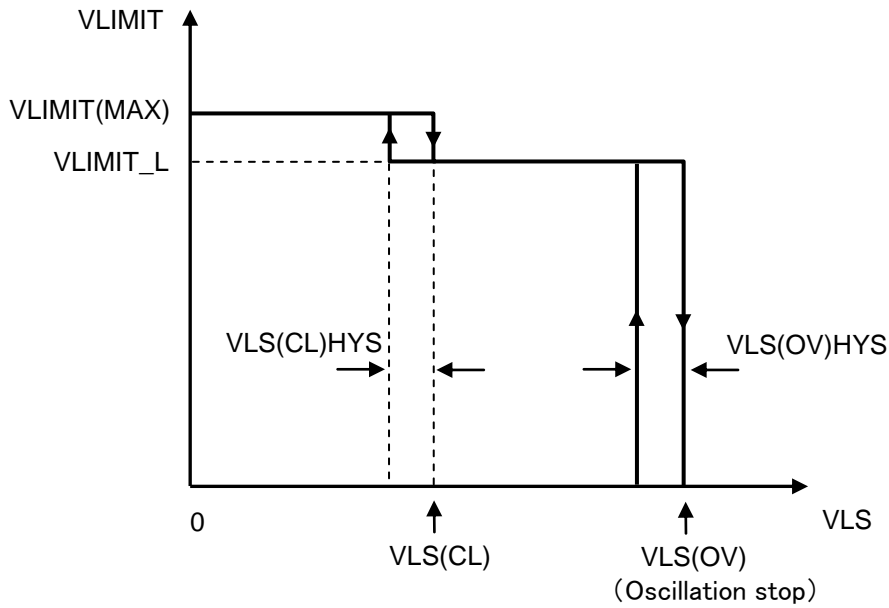 VLIMIT
VLIMIT(MAX)
VLIMIT_L
VLS(CL)HYS
VLS(OV)HYS
0
VLS
VLS(CL)
VLS(OV)
（Oscillation stop）